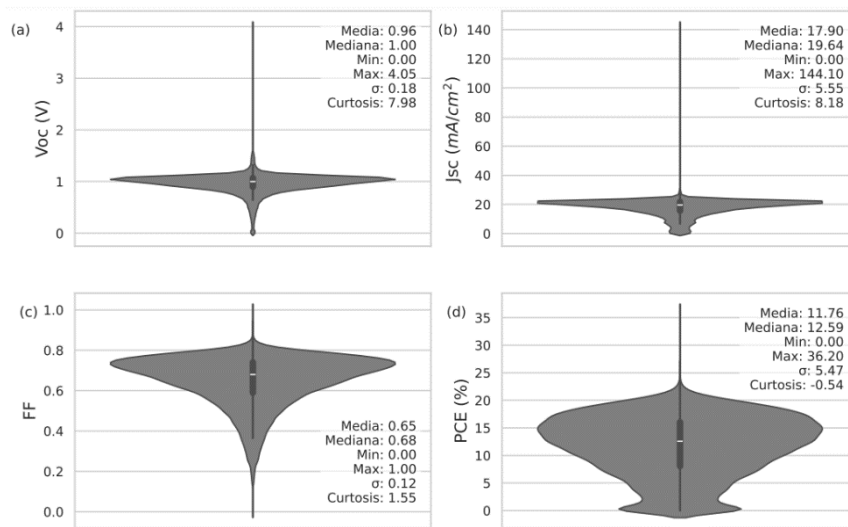 (a)
Voc (V)
4
3
2
1
0
Media: 0.96
Mediana: 1.00
Min: 0.00
Max: 4.05
σ: 0.18
Curtosis: 7.98
(b)
Jsc (mA/cm²)
140
120
100
80
60
40
20
0
Media: 17.90
Mediana: 19.64
Min: 0.00
Max: 144.10
σ: 5.55
Curtosis: 8.18
(c)
FF
1.0
0.8
0.6
0.4
0.2
0.0
Media: 0.65
Mediana: 0.68
Min: 0.00
Max: 1.00
σ: 0.12
Curtosis: 1.55
(d)
PCE (%)
35
30
25
20
15
10
5
0
Media: 11.76
Mediana: 12.59
Min: 0.00
Max: 36.20
σ: 5.47
Curtosis: -0.54